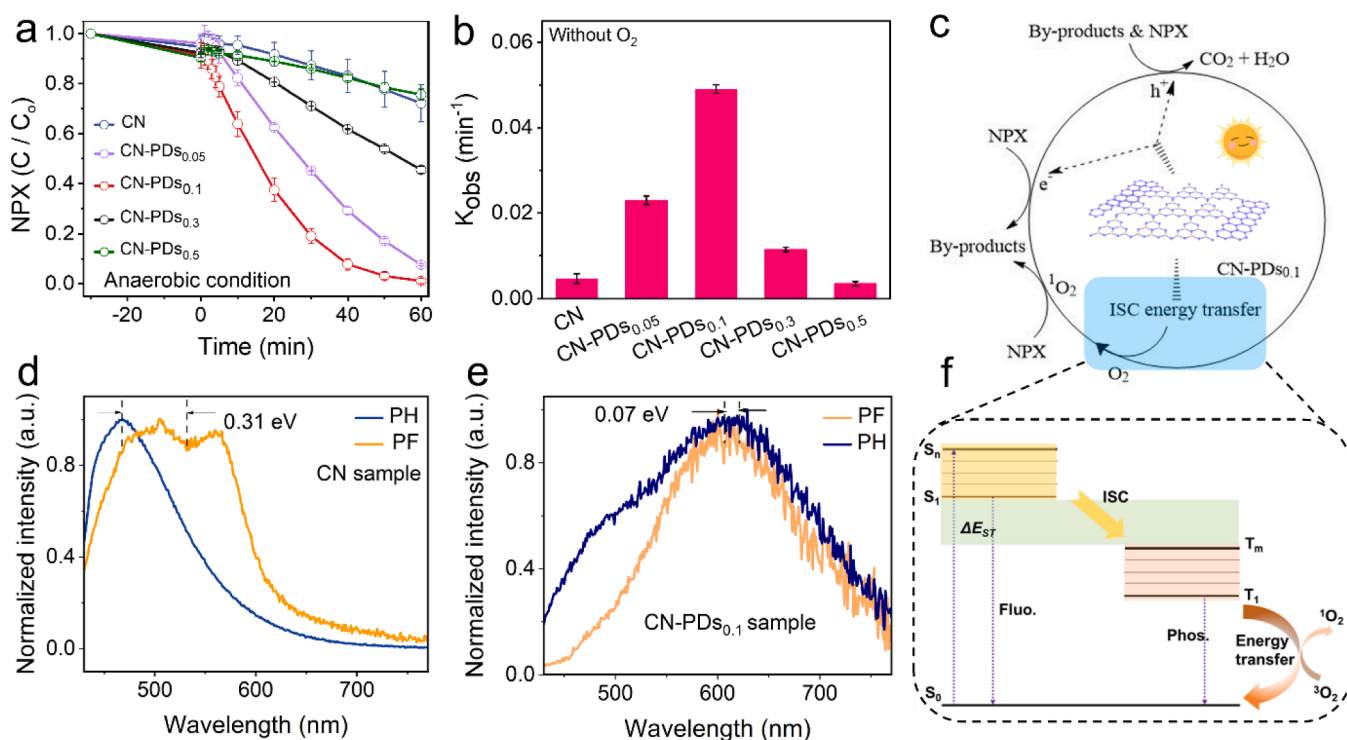 a
NPX (C / Co)
1.0
0.8
0.6
0.4
0.2
0.0
CN
CN-PDs0.05
CN-PDs0.1
CN-PDs0.3
CN-PDs0.5
Anaerobic condition
-20 0 20 40 60
Time (min)
b
Without O2
KObs (min-1)
0.06
0.04
0.02
0.00
CN
CN-PDs0.05
CN-PDs0.1
CN-PDs0.3
CN-PDs0.5
c
By-products & NPX
CO2 + H2O
h+
NPX
e-
By-products
CN-PDs0.1
1O2
ISC energy transfer
NPX
O2
d
Normalized intensity (a.u.)
1.0
0.8
0.4
0.0
0.31 eV
PH
PF
CN sample
500 600 700
Wavelength (nm)
e
Normalized intensity (a.u.)
0.8
0.4
0.0
0.07 eV
PF
PH
CN-PDs0.1 sample
500 600 700
Wavelength (nm)
f
Sn
S1
ISC
ΔEST
Tm
T1
Fluo.
Phos.
Energy
transfer
1O2
3O2
S0